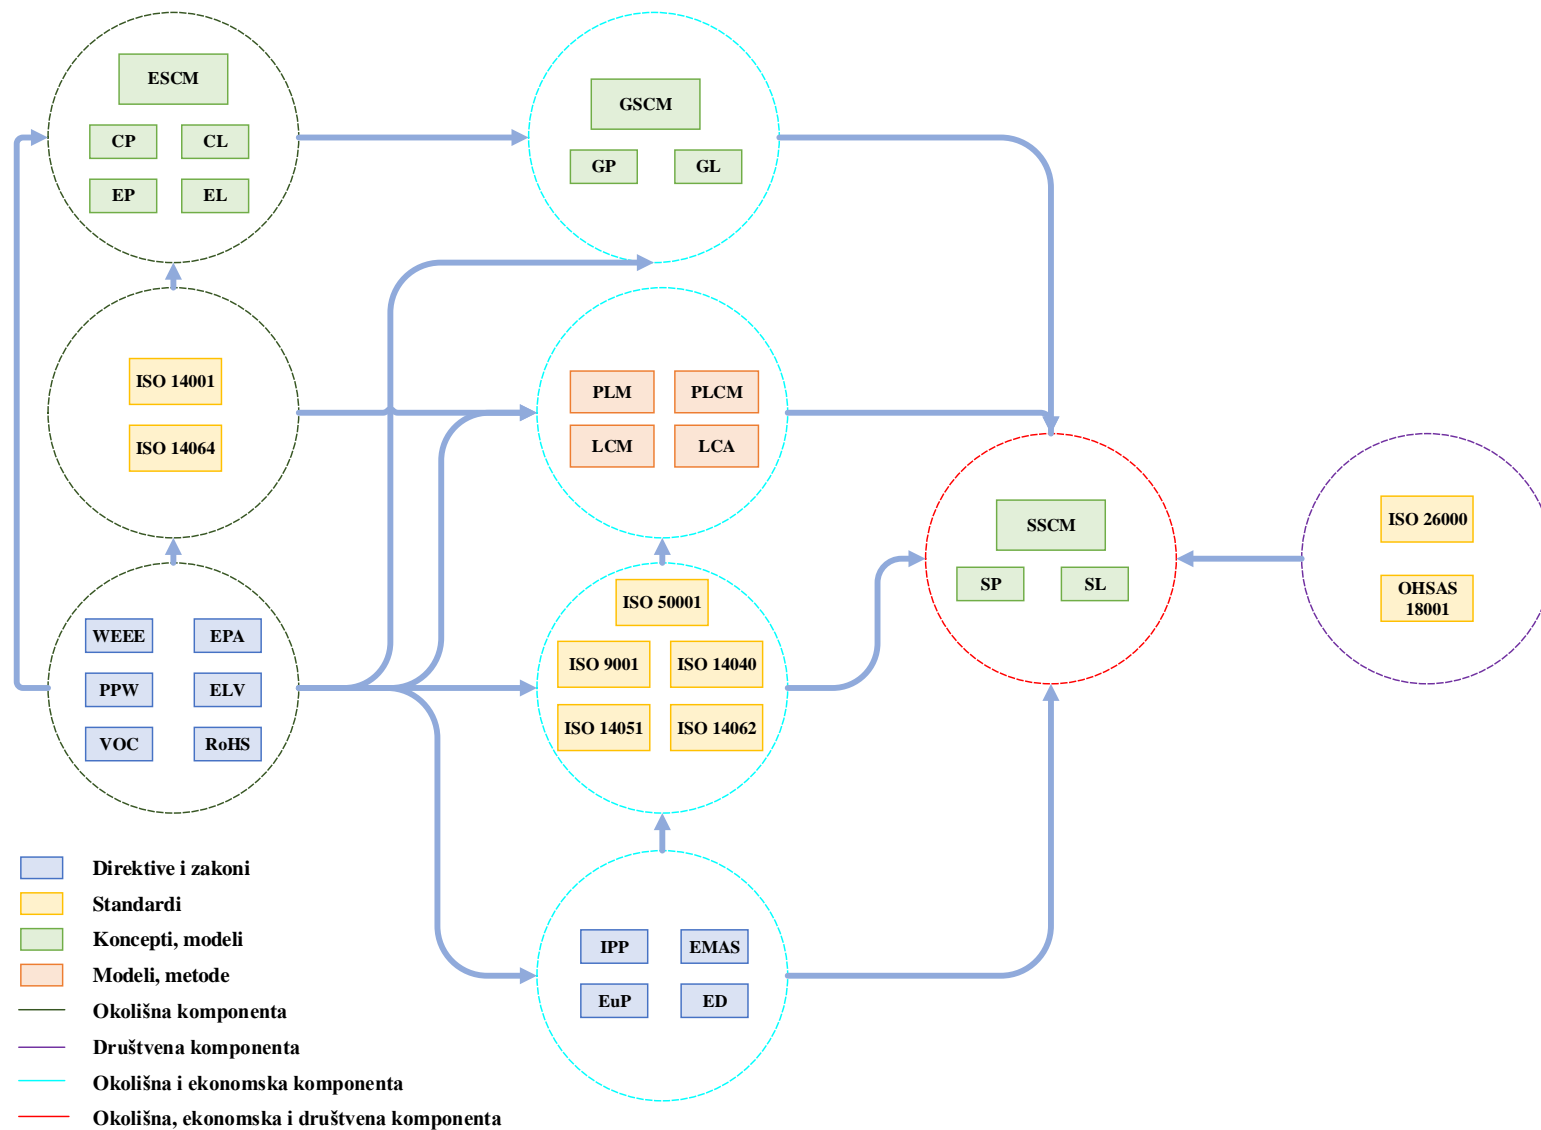 ESCM
CP
CL
EP
EL
GSCM
GP
GL
ISO 14001
ISO 14064
PLM
PLCM
LCM
LCA
WEEE
EPA
PPW
ELV
VOC
RoHS
ISO 50001
ISO 9001
ISO 14040
ISO 14051
ISO 14062
SSCM
SP
SL
ISO 26000
OHSAS
18001
IPP
EMAS
EuP
ED
Direktive i zakoni
Standardi
Koncepti, modeli
Modeli, metode
Okolišna komponenta
Društvena komponenta
Okolišna i ekonomska komponenta
Okolišna, ekonomska i društvena komponenta